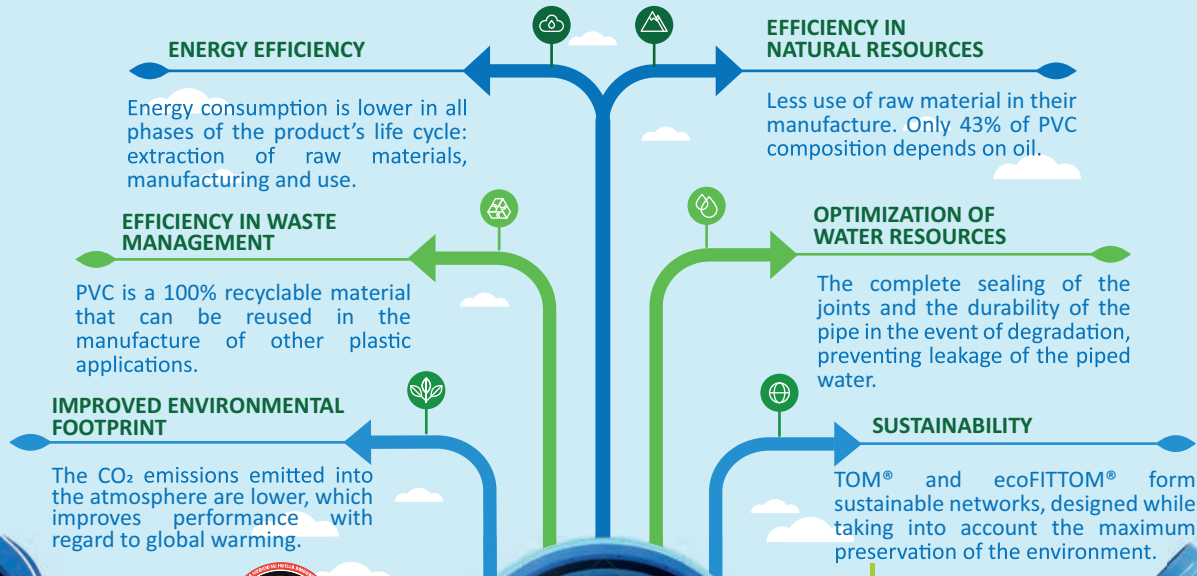 ENERGY EFFICIENCY
Energy consumption is lower in all
phases of the product's life cycle:
extraction of raw materials,
manufacturing and use.
EFFICIENCY IN
NATURAL RESOURCES
Less use of raw material in their
manufacture. Only 43% of PVC
composition depends on oil.
EFFICIENCY IN WASTE
MANAGEMENT
PVC is a 100% recyclable material
that can be reused in the
manufacture of other plastic
applications.
OPTIMIZATION OF
WATER RESOURCES
The complete sealing of the
joints and the durability of the
pipe in the event of degradation,
preventing leakage of the piped
water.
IMPROVED ENVIRONMENTAL
FOOTPRINT
The CO₂ emissions emitted into
the atmosphere are lower, which
improves performance with
regard to global warming.
SUSTAINABILITY
TOM® and ecoFITTOM® form
sustainable networks, designed while
taking into account the maximum
preservation of the environment.